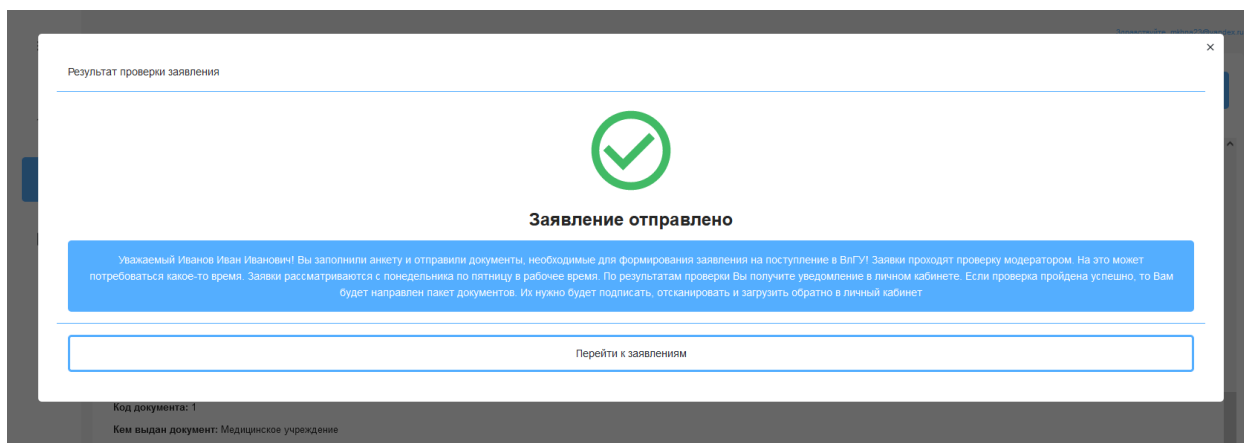 Результат проверки заявления
Заявление отправлено
Уважаемый Иванов Иван Иванович! Вы заполнили анкету и отправили документы, необходимые для формирования заявления на поступление в ВлГУ! Заявки проходят проверку модератором. На это может
потребоваться какое-то время. Заявки рассматриваются с понедельника по пятницу в рабочее время. По результатам проверки Вы получите уведомление в личном кабинете. Если проверка пройдена успешно, то Вам
будет направлен пакет документов. Их нужно будет подписать, отсканировать и загрузить обратно в личный кабинет
Перейти к заявлениям
Код документа: 1
Кем выдан документ: Медицинское учреждение